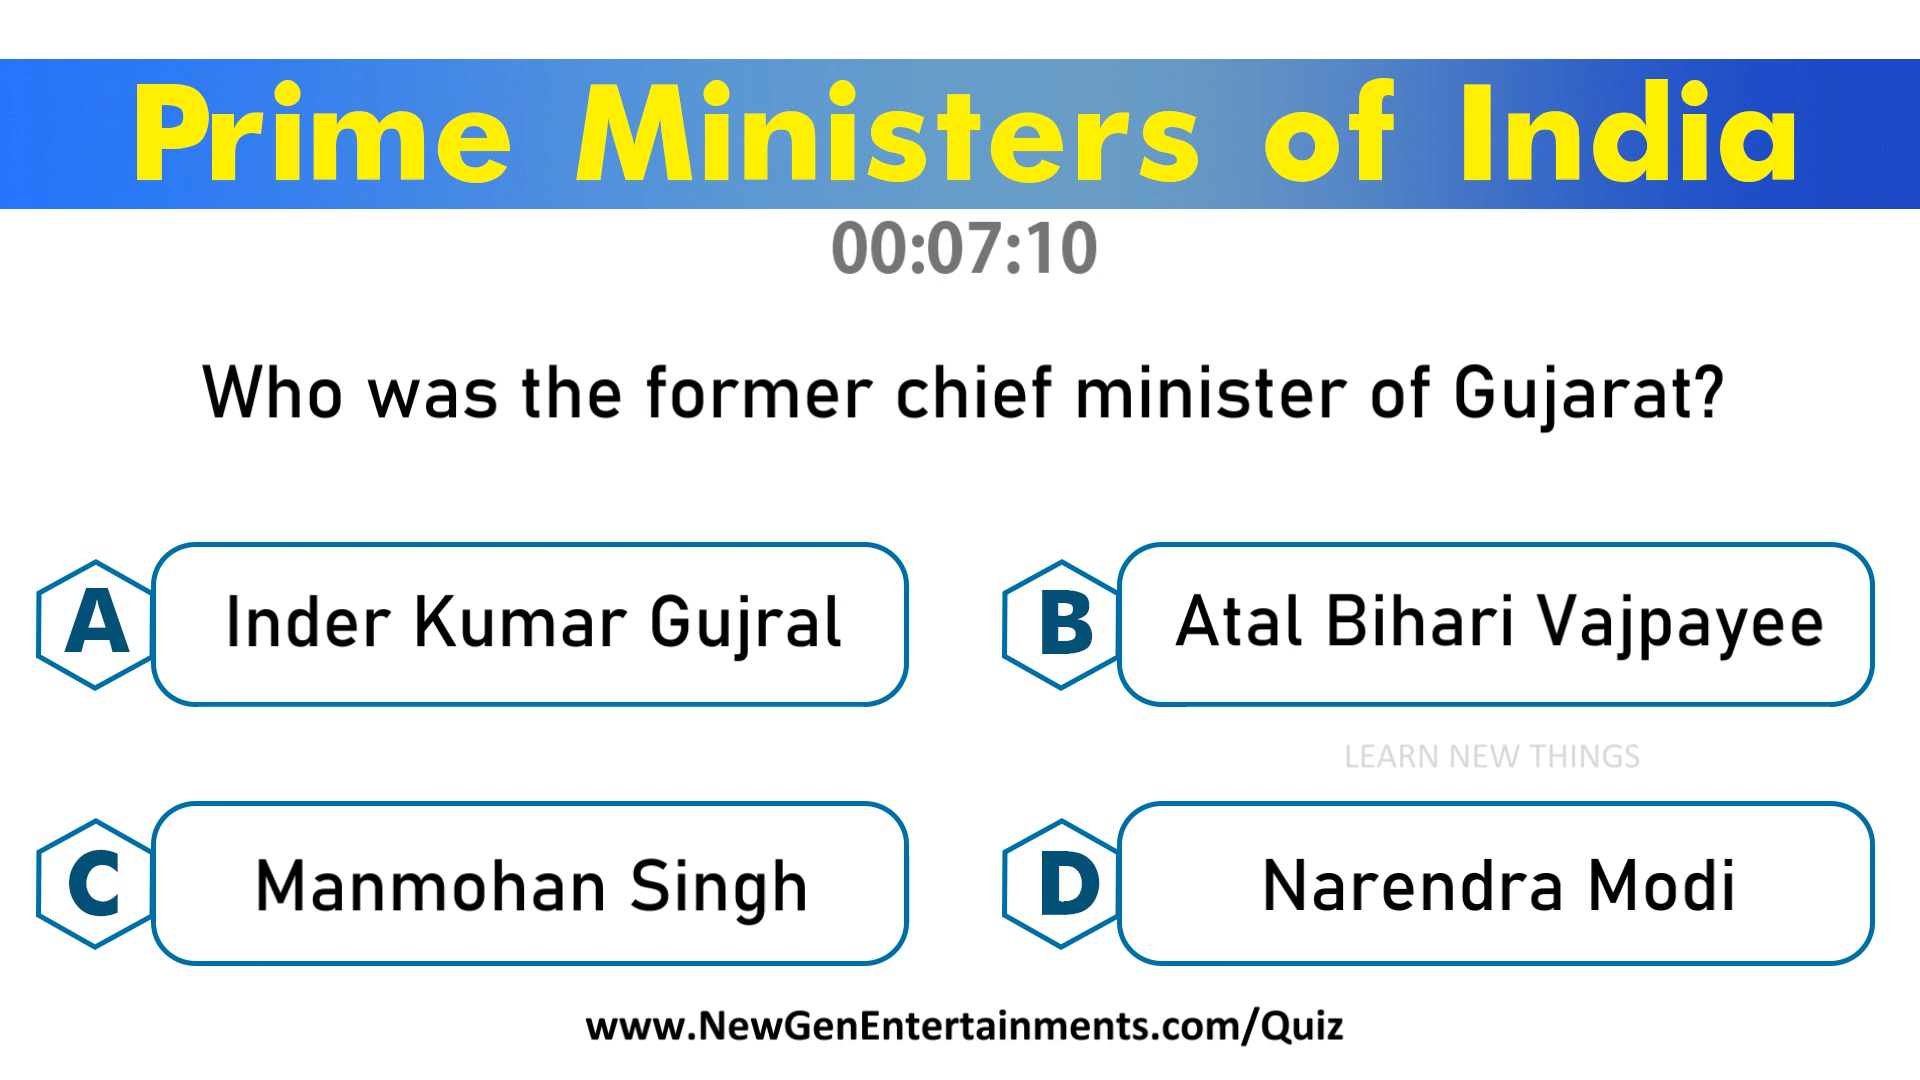 Prime Ministers of India
00:07:10
Who was the former chief minister of Gujarat?
A Inder Kumar Gujral
B Atal Bihari Vajpayee
LEARN NEW THINGS
C Manmohan Singh
D Narendra Modi
www.NewGenEntertainments.com/Quiz